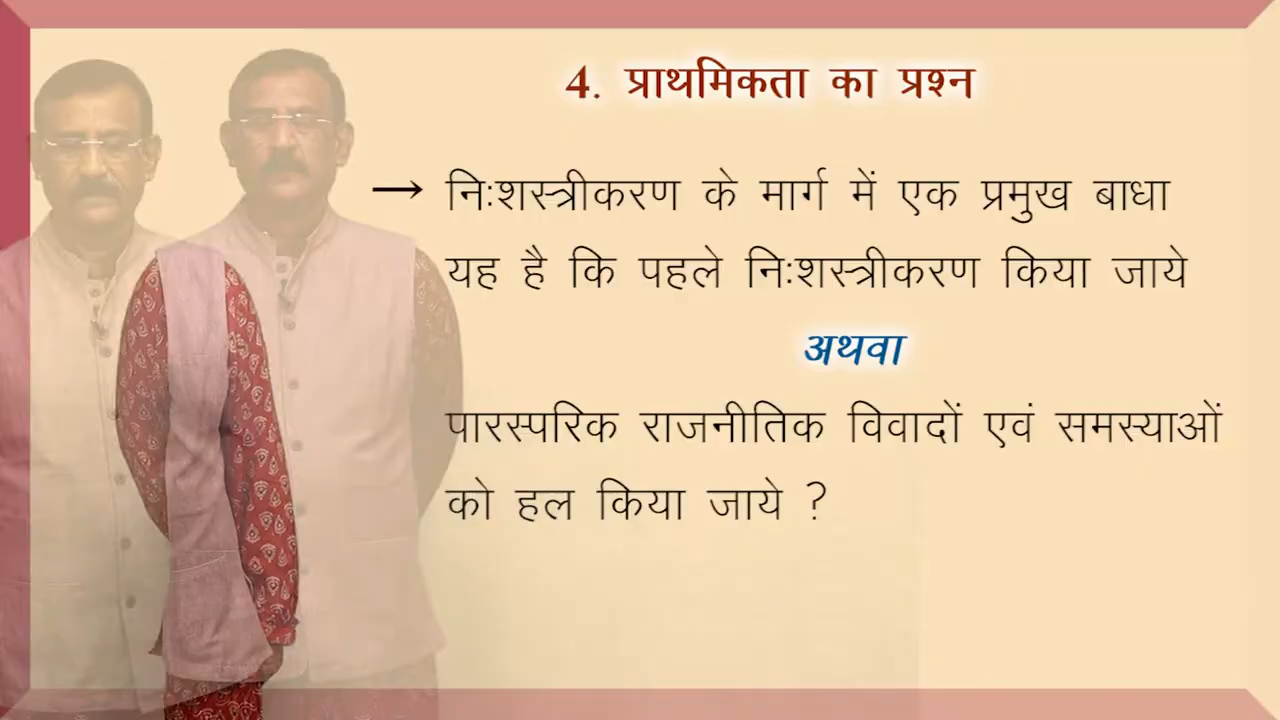 4. प्राथमिकता का प्रश्न
→ निःशस्त्रीकरण के मार्ग में एक प्रमुख बाधा
यह है कि पहले निःशस्त्रीकरण किया जाये
अथवा
पारस्परिक राजनीतिक विवादों एवं समस्याओं
को हल किया जाये ?